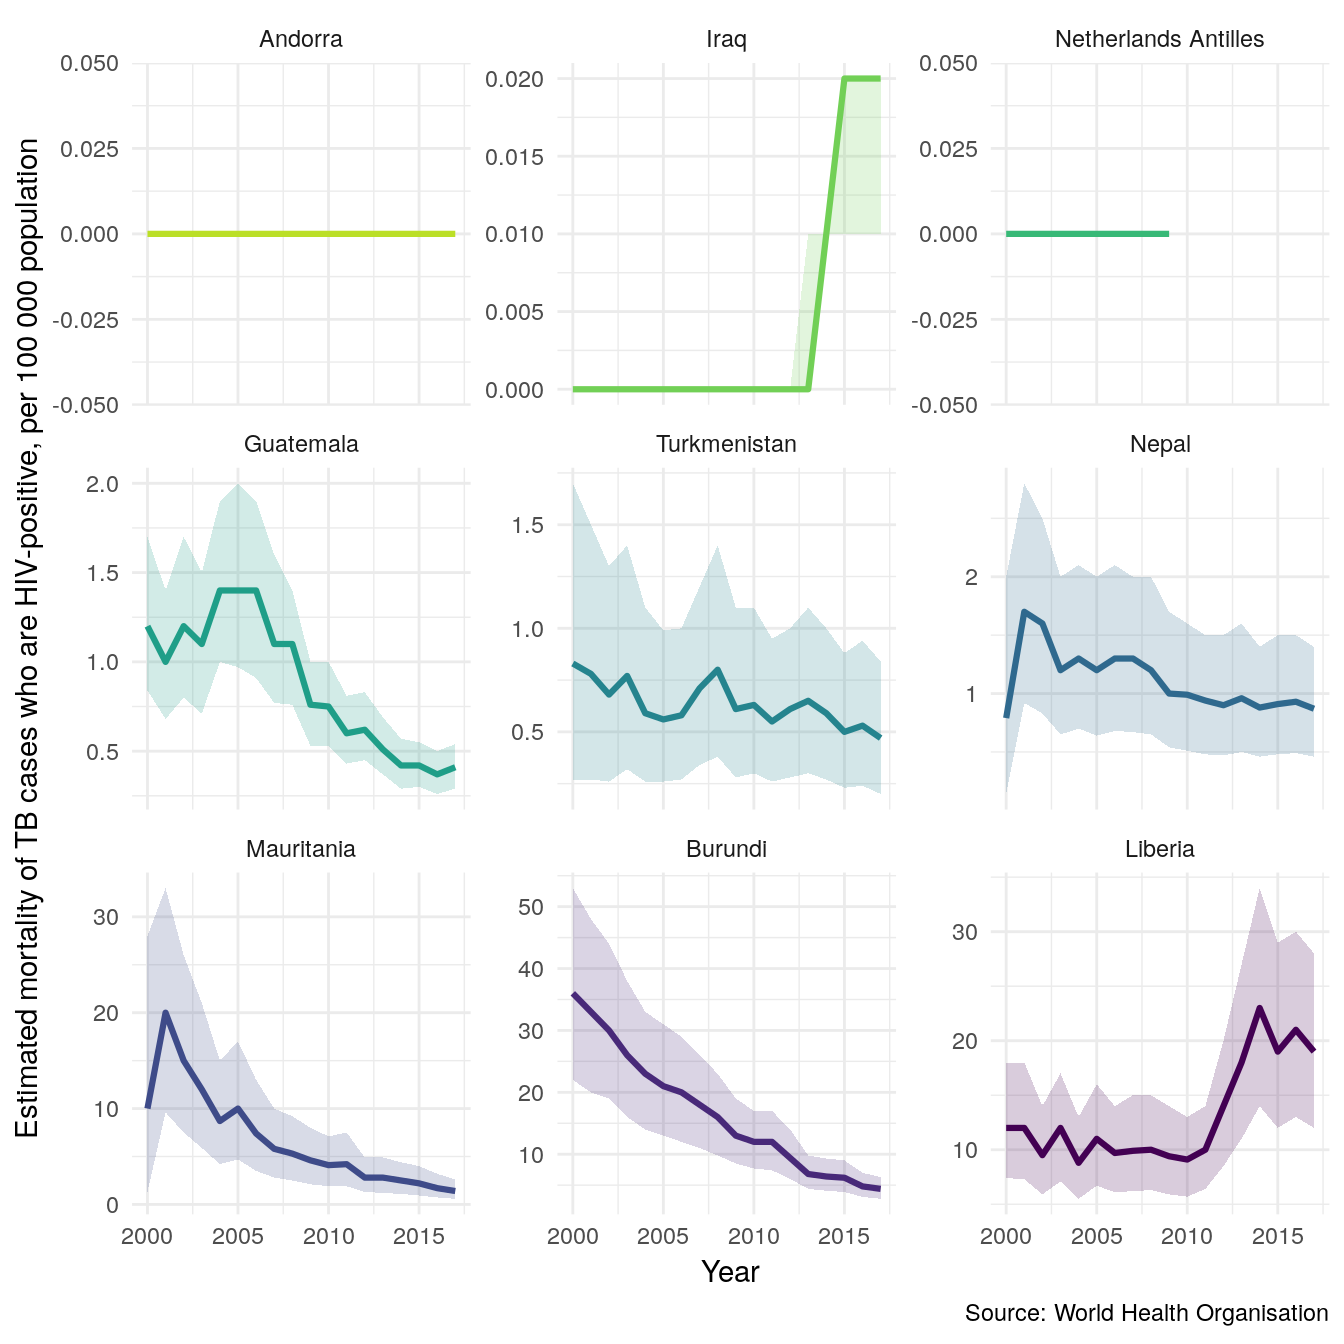 Andorra
Iraq
Netherlands Antilles
0.050
0.025
0.000
-0.025
-0.050
0.020
0.015
0.010
0.005
0.000
0.050
0.025
0.000
-0.025
-0.050
Guatemala
Turkmenistan
Nepal
2.0
1.5
1.0
0.5
1.5
1.0
0.5
2
1
Mauritania
Burundi
Liberia
30
20
10
0
50
40
30
20
10
30
20
10
2000 2005 2010 2015
2000 2005 2010 2015
2000 2005 2010 2015
Estimated mortality of TB cases who are HIV-positive, per 100 000 population
Year
Source: World Health Organisation